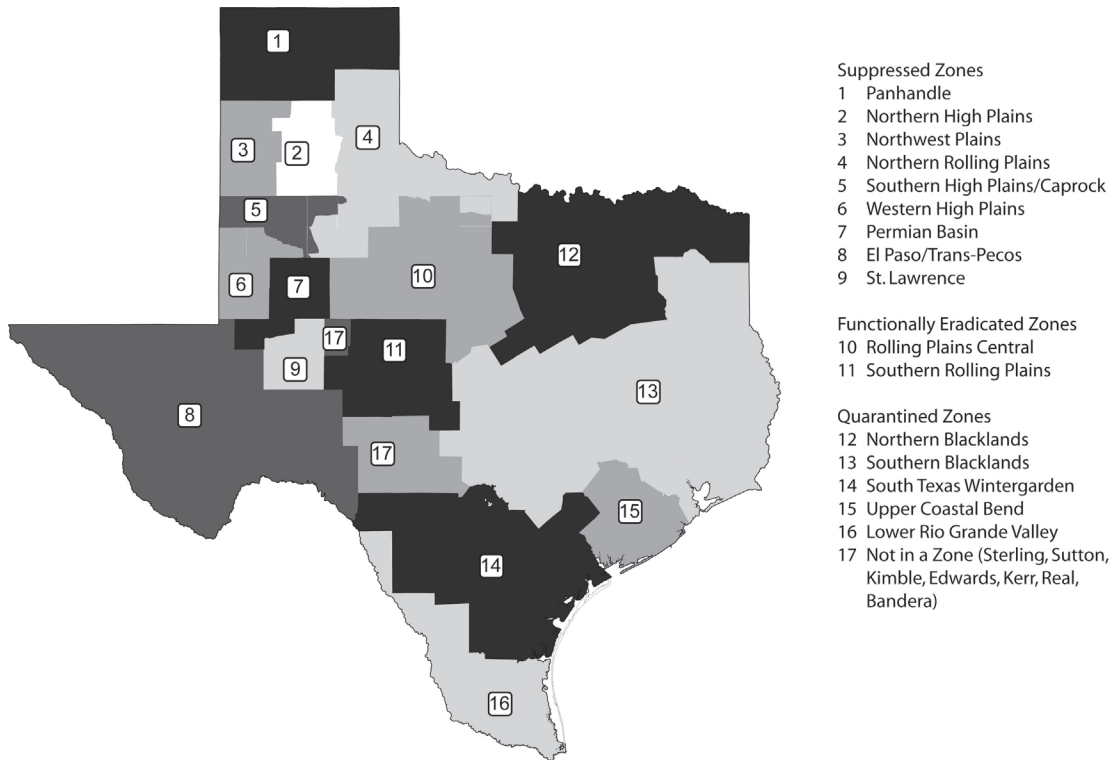 1
4
3
2
5
12
10
6
7
17
11
9
13
8
17
15
14
16
Suppressed Zones
1 Panhandle
2 Northern High Plains
3 Northwest Plains
4 Northern Rolling Plains
5 Southern High Plains/Caprock
6 Western High Plains
7 Permian Basin
8 El Paso/Trans-Pecos
9 St. Lawrence
Functionally Eradicated Zones
10 Rolling Plains Central
11 Southern Rolling Plains
Quarantined Zones
12 Northern Blacklands
13 Southern Blacklands
14 South Texas Wintergarden
15 Upper Coastal Bend
16 Lower Rio Grande Valley
17 Not in a Zone (Sterling, Sutton,
Kimble, Edwards, Kerr, Real,
Bandera)